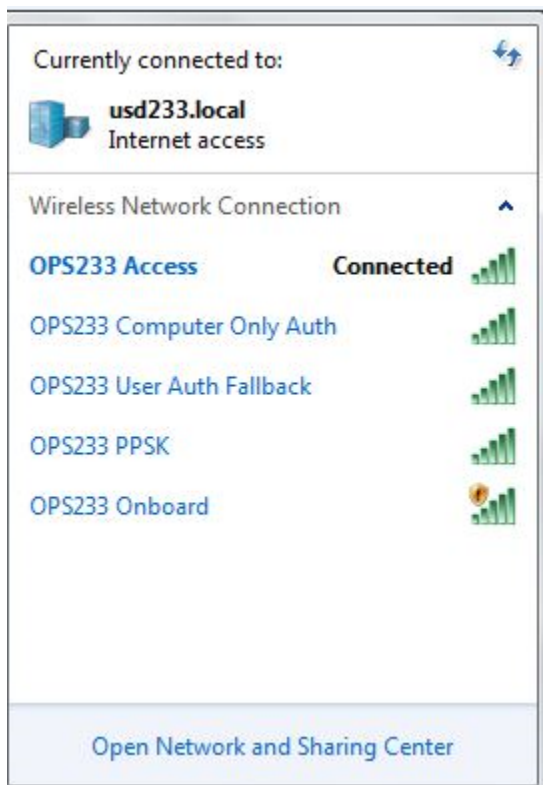 Currently connected to:
usd233.local
Internet access
Wireless Network Connection
OPS233 Access Connected
OPS233 Computer Only Auth
OPS233 User Auth Fallback
OPS233 PPSK
OPS233 Onboard
Open Network and Sharing Center